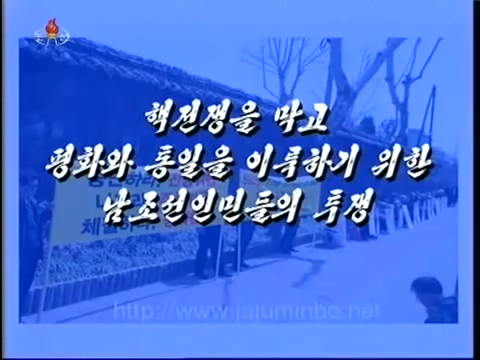 핵전쟁을 막고
평화와 통일을 이룩하기 위한
남조선인민들의 투쟁
http://www.jajuminbo.net